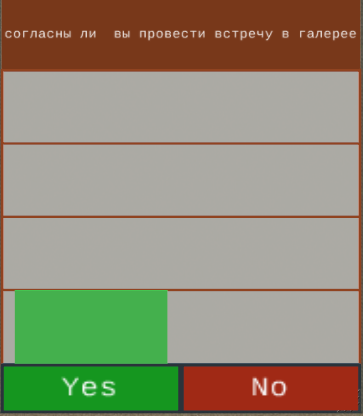 согласны ли  вы провести встречу в галерее
Yes
No